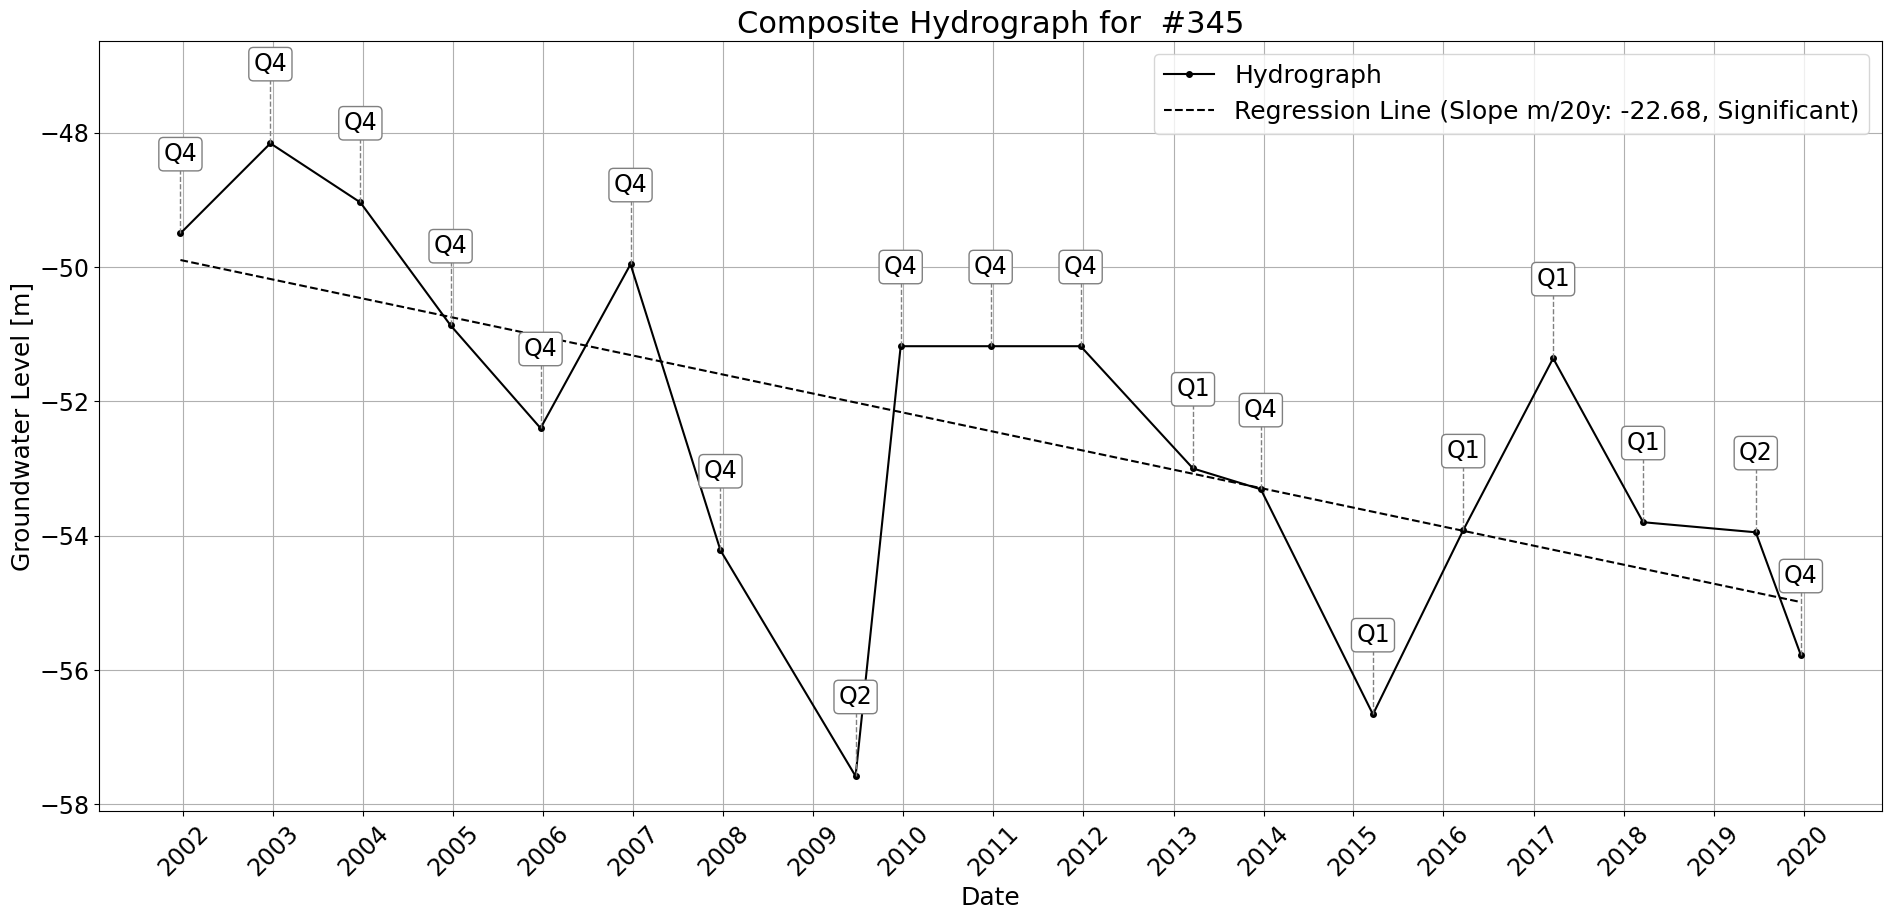 Composite Hydrograph for #345
Hydrograph
Regression Line (Slope m/20y: -22.68, Significant)
Groundwater Level [m]
−48
−50
−52
−54
−56
−58
Q4
Q4
Q4
Q4
Q4
Q4
Q4
Q2
Q4
Q4
Q4
Q1
Q4
Q1
Q1
Q1
Q1
Q2
Q4
2002
2003
2004
2005
2006
2007
2008
2009
2010
2011
2012
2013
2014
2015
2016
2017
2018
2019
2020
Date